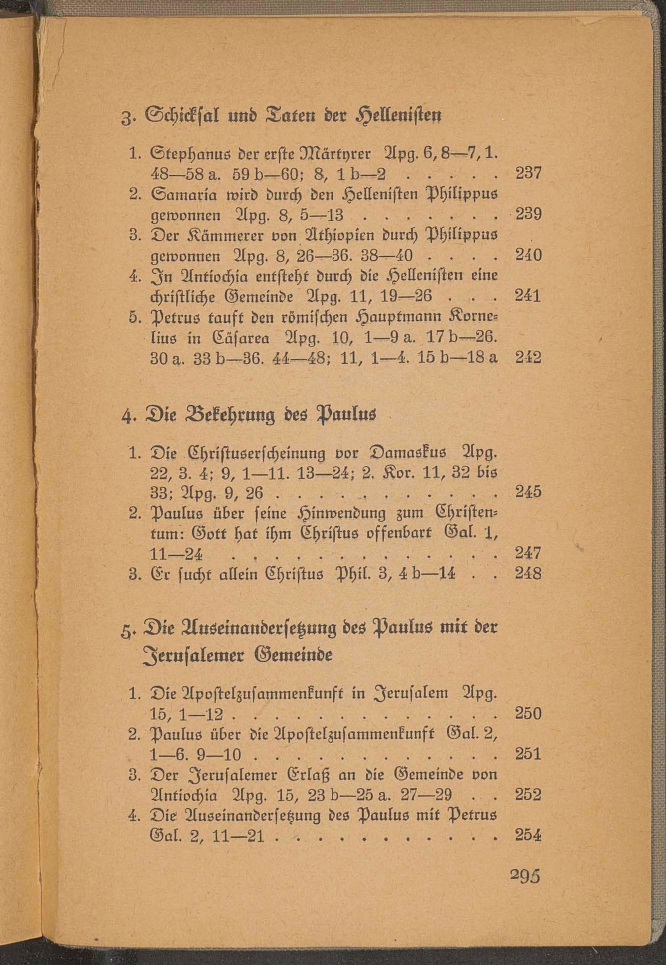 3. Schicksal und Taten der Hellenisten
1. Stephanus der erste Märtyrer Apg. 6, 8—7, 1.
48—58 a. 59 b—60; 8, 1 b—2 . . . . . 237
2. Samaria wird durch den Hellenisten Philippus
gewonnen Apg. 8, 5—13 . . . . . . . 239
3. Der Kämmerer von Äthiopien durch Philippus
gewonnen Apg. 8, 26—36. 38—40 . . . . 240
4. In Antiochia entsteht durch die Hellenisten eine
christliche Gemeinde Apg. 11, 19—26 . . . 241
5. Petrus tauft den römischen Hauptmann Korne=
lius in Cäsarea Apg. 10, 1—9 a. 17 b—26.
30 a. 33 b—36. 44—48; 11, 1—4. 15 b—18 a 242
4. Die Bekehrung des Paulus
1. Die Christuserscheinung vor Damaskus Apg.
22, 3. 4; 9, 1—11. 13—24; 2. Kor. 11, 32 bis
33; Apg. 9, 26 . . . . . . . . . . . 245
2. Paulus über seine Hinwendung zum Christen=
tum: Gott hat ihm Christus offenbart Gal. 1,
11—24 . . . . . . . . . . . . . 247
3. Er sucht allein Christus Phil. 3, 4 b—14 . . 248
5. Die Auseinandersetzung des Paulus mit der
Jerusalemer Gemeinde
1. Die Apostelzusammenkunft in Jerusalem Apg.
15, 1—12 . . . . . . . . . . . . . 250
2. Paulus über die Apostelzusammenkunft Gal. 2,
1—6. 9—10 . . . . . . . . . . . . 251
3. Der Jerusalemer Erlaß an die Gemeinde von
Antiochia Apg. 15, 23 b—25 a. 27—29 . . 252
4. Die Auseinandersetzung des Paulus mit Petrus
Gal. 2, 11—21 . . . . . . . . . . . 254
295